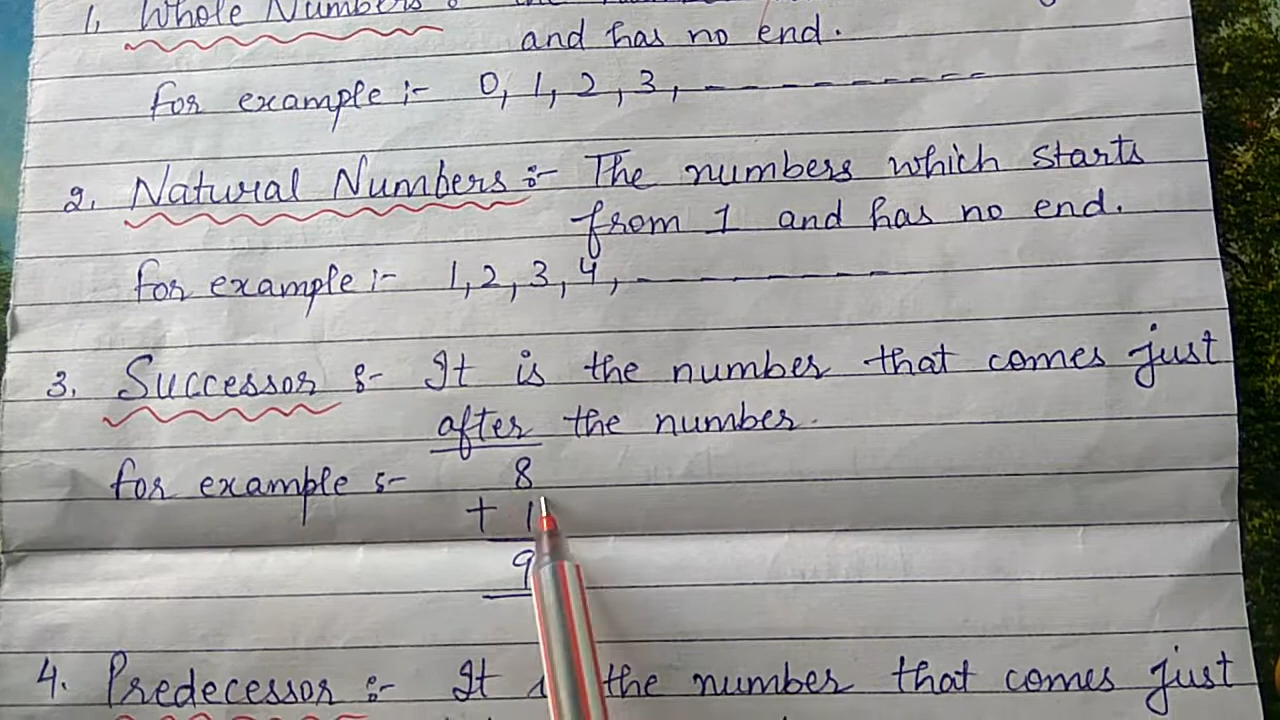 1, Whole Numbers :
and has no end.
for example :- 0, 1, 2, 3, ----------
2. Natural Numbers :- The numbers which starts
from 1 and has no end.
for example :- 1, 2, 3, 4, --------
3. Successor :- It is the number that comes just
after the number.
for example :- 8
+ 1
9
4. Predecessor :- It the number that comes just